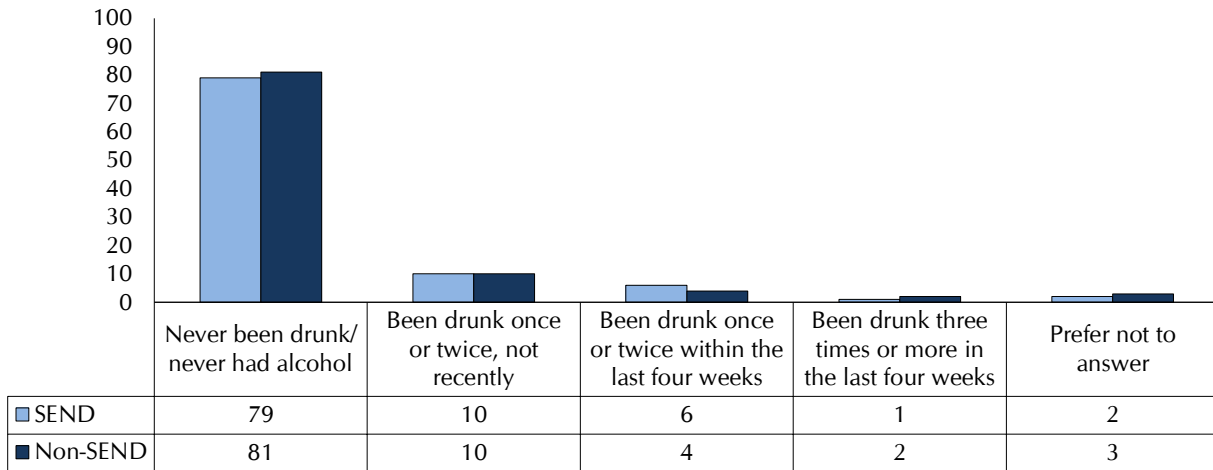 100
90
80
70
60
50
40
30
20
10
0
Never been drunk/
never had alcohol
Been drunk once
or twice, not
recently
Been drunk once
or twice within the
last four weeks
Been drunk three
times or more in
the last four weeks
Prefer not to
answer
SEND 79 10 6 1 2
Non-SEND 81 10 4 2 3